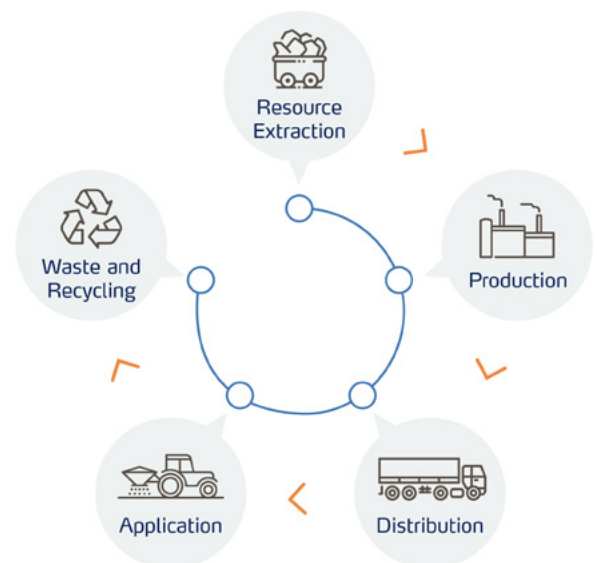 Resource
Extraction
Production
Distribution
Application
Waste and
Recycling